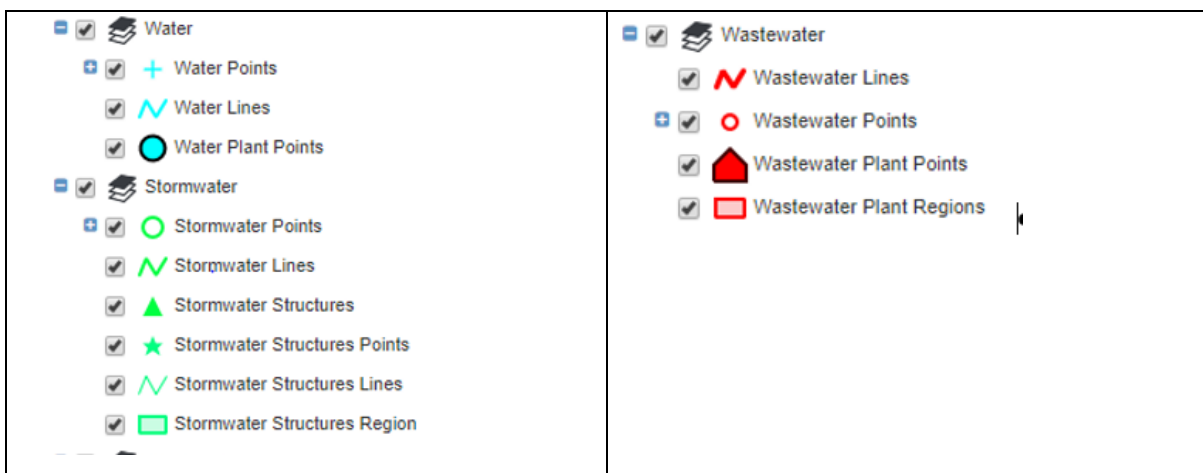 Water
Water Points
Water Lines
Water Plant Points
Stormwater
Stormwater Points
Stormwater Lines
Stormwater Structures
Stormwater Structures Points
Stormwater Structures Lines
Stormwater Structures Region
Wastewater
Wastewater Lines
Wastewater Points
Wastewater Plant Points
Wastewater Plant Regions